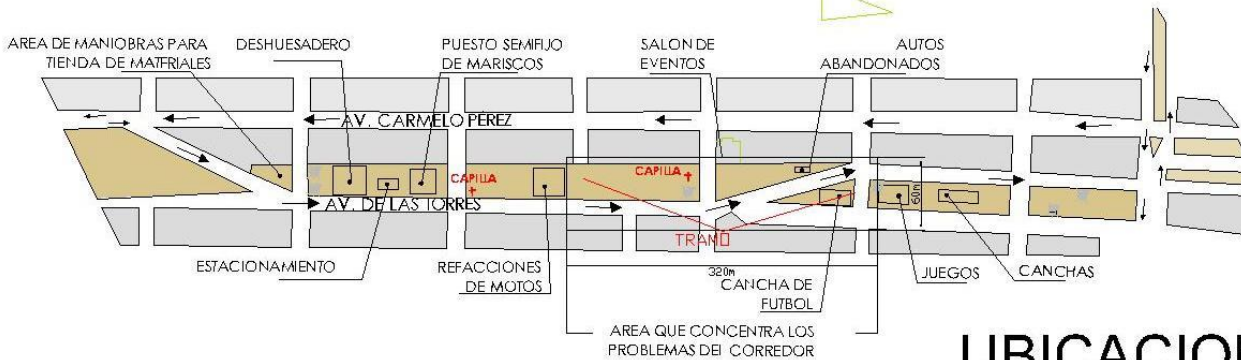 AREA DE MANIOBRAS PARA
TIENDA DE MATERIALES
DESHUESADERO
PUESTO SEMIFIJO
DE MARISCOS
SALON DE
EVENTOS
AUTOS
ABANDONADOS
AV. CARMELO PÉREZ
CAPILLA
CAPILLA
60m
AV. DE LAS TORRES
TRAMO
ESTACIONAMIENTO
REFACCIONES
DE MOTOS
320m
CANCHA DE
FUTBOL
JUEGOS
CANCHAS
AREA QUE CONCENTRA LOS
PROBLEMAS DEL CORREDOR
UBICACION